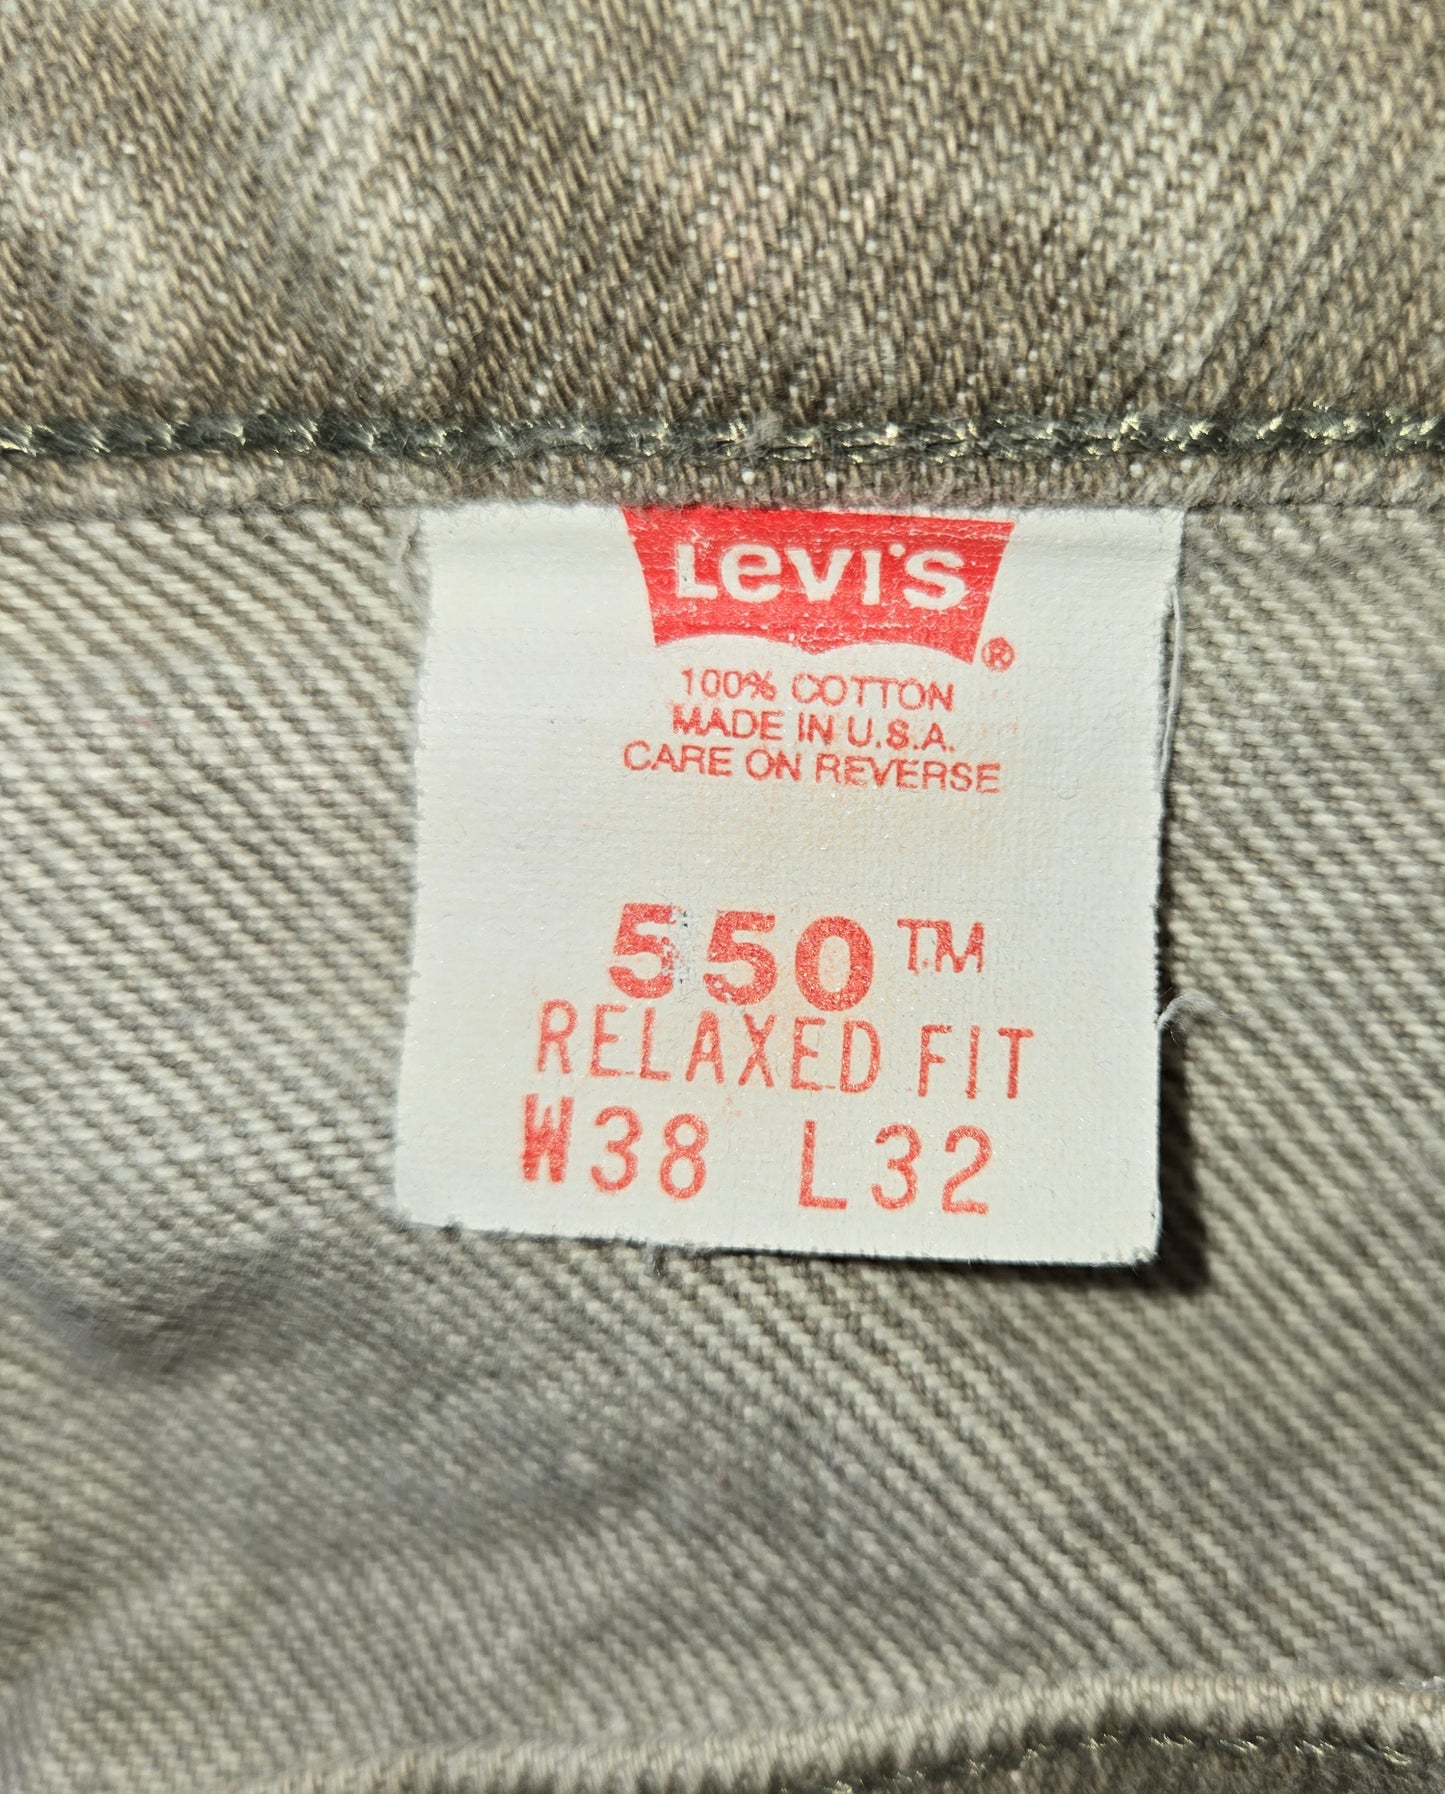 Levi's ®
100% COTTON
MADE IN U.S.A.
CARE ON REVERSE
550™
RELAXED FIT
W38 L32